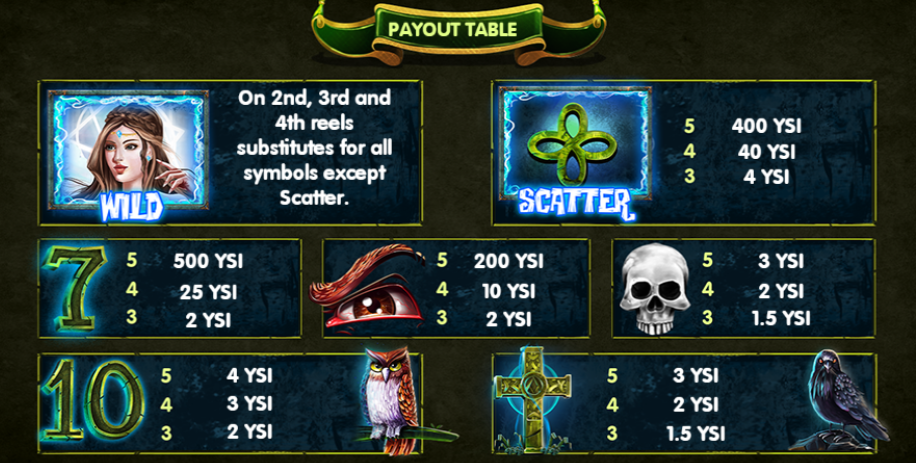 PAYOUT TABLE
On 2nd, 3rd and
4th reels
substitutes for all
symbols except
Scatter.
WILD
5 400 YSI
4 40 YSI
3 4 YSI
SCATTER
7
5 500 YSI
4 25 YSI
3 2 YSI
5 200 YSI
4 10 YSI
3 2 YSI
5 3 YSI
4 2 YSI
3 1.5 YSI
10
5 4 YSI
4 3 YSI
3 2 YSI
5 3 YSI
4 2 YSI
3 1.5 YSI